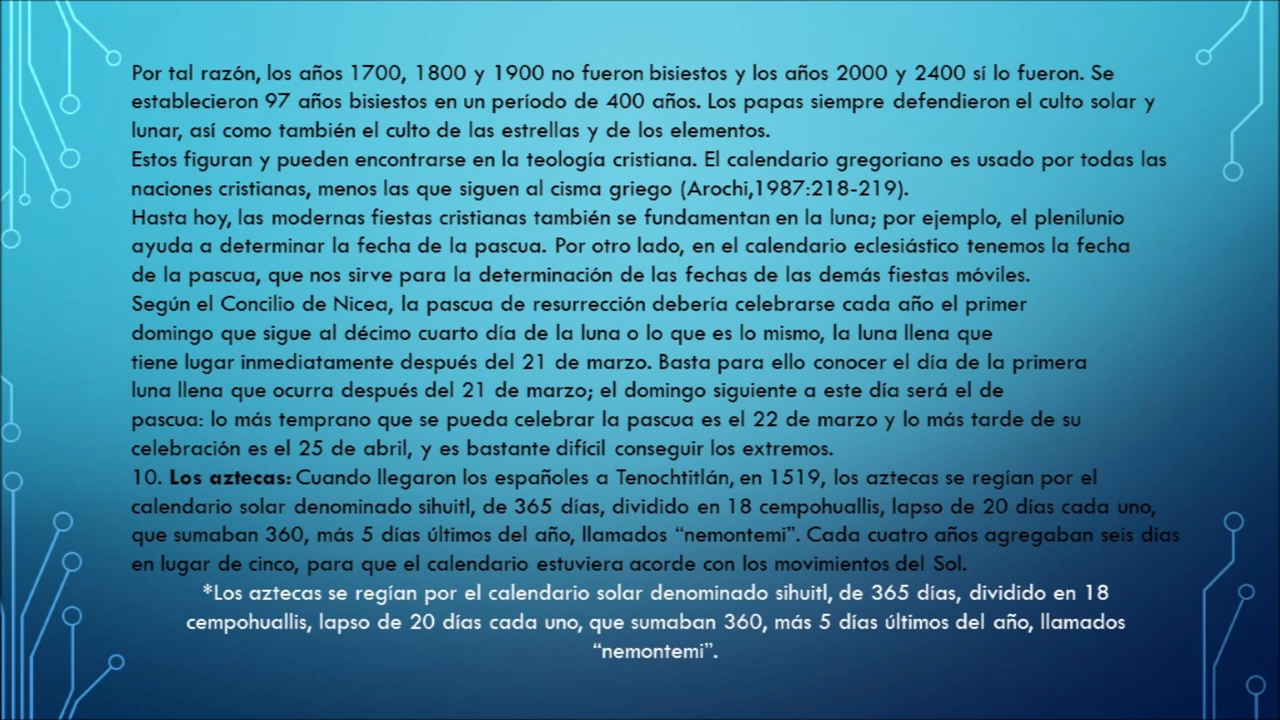 Por tal razón, los años 1700, 1800 y 1900 no fueron bisiestos y los años 2000 y 2400 sí lo fueron. Se
establecieron 97 años bisiestos en un período de 400 años. Los papas siempre defendieron el culto solar y
lunar, así como también el culto de las estrellas y de los elementos.
Estos figuran y pueden encontrarse en la teología cristiana. El calendario gregoriano es usado por todas las
naciones cristianas, menos las que siguen al cisma griego (Arochi,1987:218-219).
Hasta hoy, las modernas fiestas cristianas también se fundamentan en la luna; por ejemplo, el plenilunio
ayuda a determinar la fecha de la pascua. Por otro lado, en el calendario eclesiástico tenemos la fecha
de la pascua, que nos sirve para la determinación de las fechas de las demás fiestas móviles.
Según el Concilio de Nicea, la pascua de resurrección debería celebrarse cada año el primer
domingo que sigue al décimo cuarto día de la luna o lo que es lo mismo, la luna llena que
tiene lugar inmediatamente después del 21 de marzo. Basta para ello conocer el día de la primera
luna llena que ocurra después del 21 de marzo; el domingo siguiente a este día será el de
pascua: lo más temprano que se pueda celebrar la pascua es el 22 de marzo y lo más tarde de su
celebración es el 25 de abril, y es bastante difícil conseguir los extremos.
10. Los aztecas: Cuando llegaron los españoles a Tenochtitlán, en 1519, los aztecas se regían por el
calendario solar denominado sihuitl, de 365 días, dividido en 18 cempohuallis, lapso de 20 días cada uno,
que sumaban 360, más 5 días últimos del año, llamados “nemontemi”. Cada cuatro años agregaban seis días
en lugar de cinco, para que el calendario estuviera acorde con los movimientos del Sol.
*Los aztecas se regían por el calendario solar denominado sihuitl, de 365 días, dividido en 18
cempohuallis, lapso de 20 días cada uno, que sumaban 360, más 5 días últimos del año, llamados
“nemontemi”.